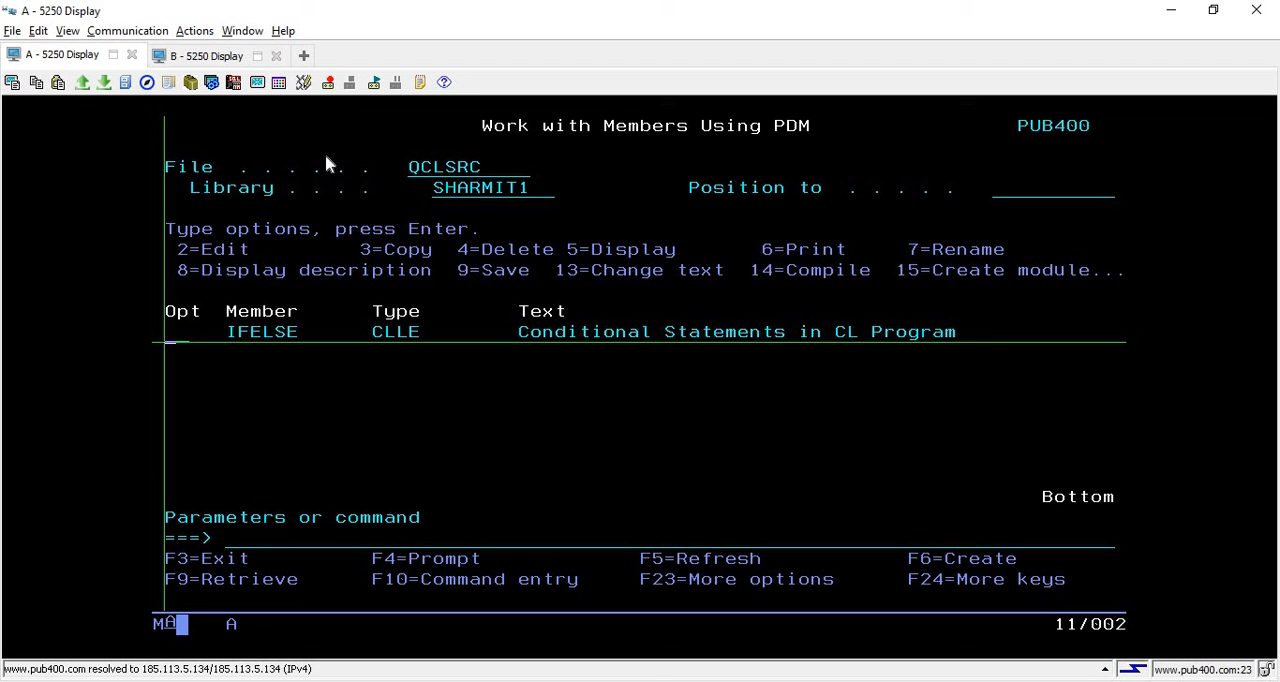 A - 5250 Display
File Edit View Communication Actions Window Help
A - 5250 Display B - 5250 Display
Work with Members Using PDM PUB400
File . . . . . . QCLSRC
Library . . . . SHARMIT1 Position to . . . . .
Type options, press Enter.
2=Edit 3=Copy 4=Delete 5=Display 6=Print 7=Rename
8=Display description 9=Save 13=Change text 14=Compile 15=Create module...
Opt Member Type Text
IFELSE CLLE Conditional Statements in CL Program
Bottom
Parameters or command
===>
F3=Exit F4=Prompt F5=Refresh F6=Create
F9=Retrieve F10=Command entry F23=More options F24=More keys
MA A 11/002
www.pub400.com resolved to 185.113.5.134/185.113.5.134 (IPv4) www.pub400.com:23